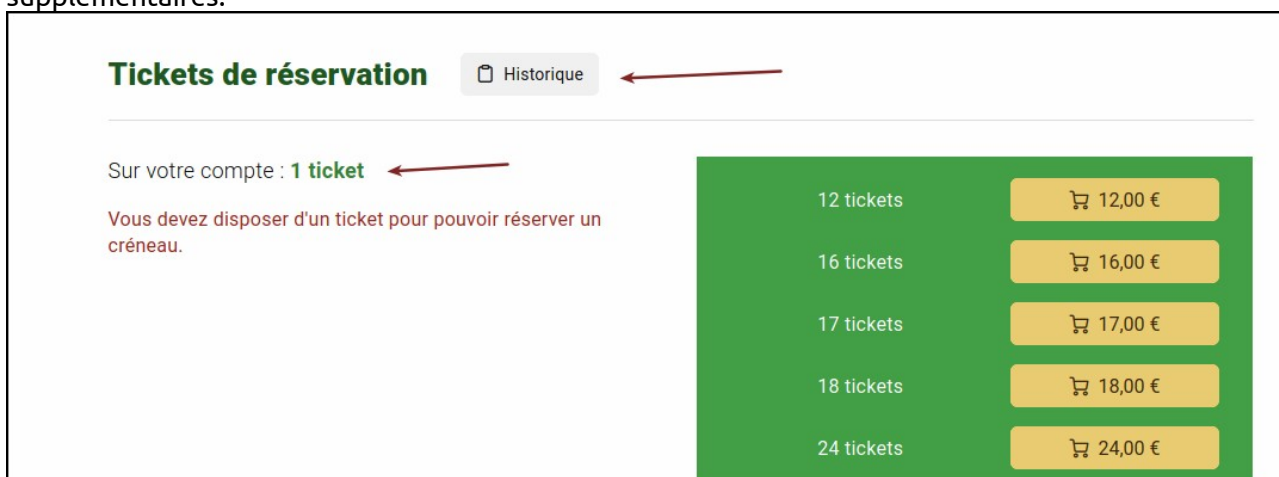 supplémentaires.
Tickets de réservation
Historique
Sur votre compte : 1 ticket
Vous devez disposer d'un ticket pour pouvoir réserver un
créneau.
12 tickets 12,00 €
16 tickets 16,00 €
17 tickets 17,00 €
18 tickets 18,00 €
24 tickets 24,00 €